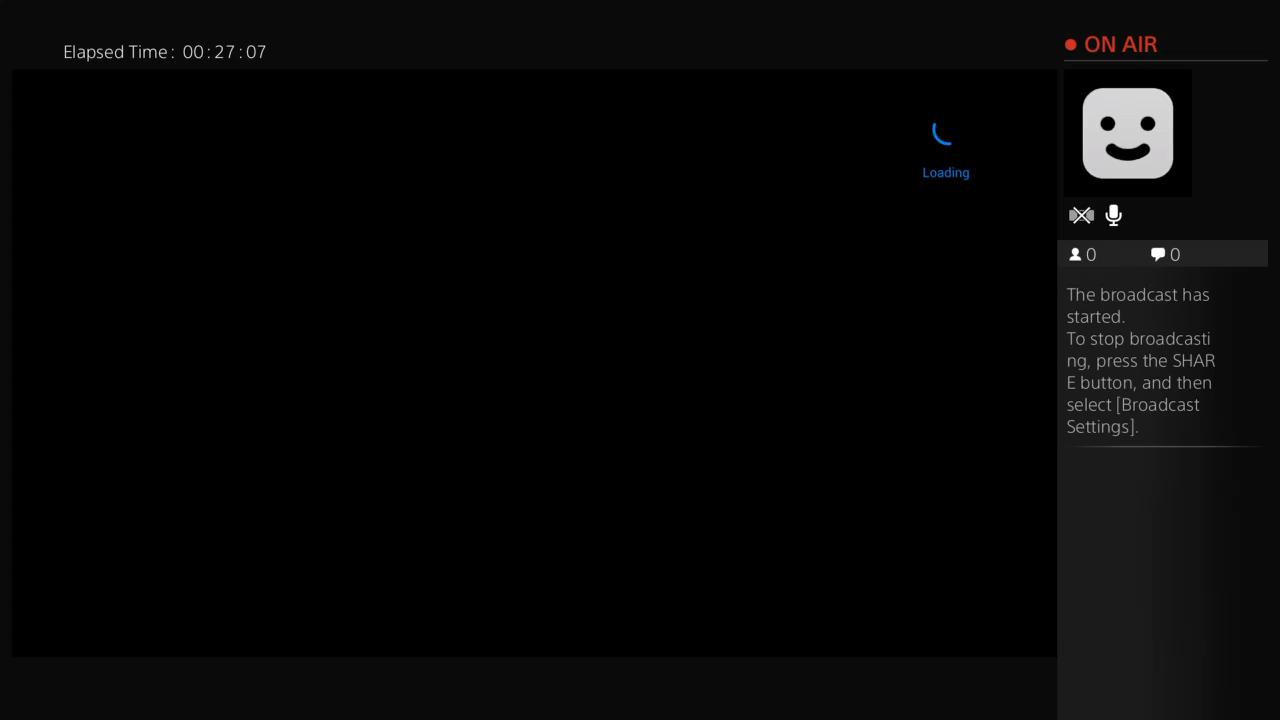 Elapsed Time: 00:27:07
ON AIR
Loading
0 0
The broadcast has
started.
To stop broadcasti
ng, press the SHAR
E button, and then
select [Broadcast
Settings].